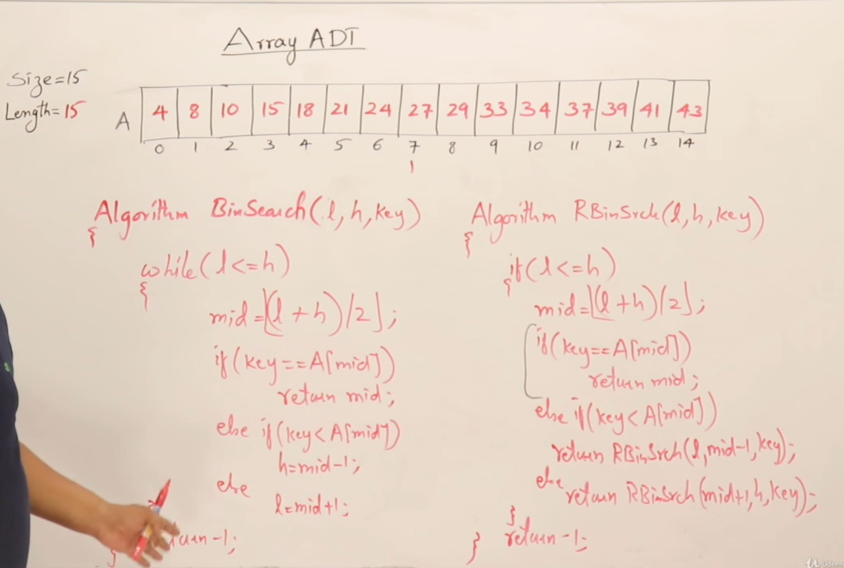 Array ADT
Size=15
Length=15
A 4 8 10 15 18 21 24 27 29 33 34 37 39 41 43
0 1 2 3 4 5 6 7 8 9 10 11 12 13 14
Algorithm BinSearch(l,h,key)
{
while(l<=h)
{
mid=⌊(l+h)/2⌋;
if(key==A[mid])
return mid;
else if(key<A[mid])
h=mid-1;
else
l=mid+1;
}
return -1;
Algorithm RBinSrch(l,h,key)
{
if(l<=h)
{
mid=⌊(l+h)/2⌋;
if(key==A[mid])
return mid;
else if(key<A[mid])
return RBinSrch(l,mid-1,key);
else
return RBinSrch(mid+1,h,key);
}
} return -1;